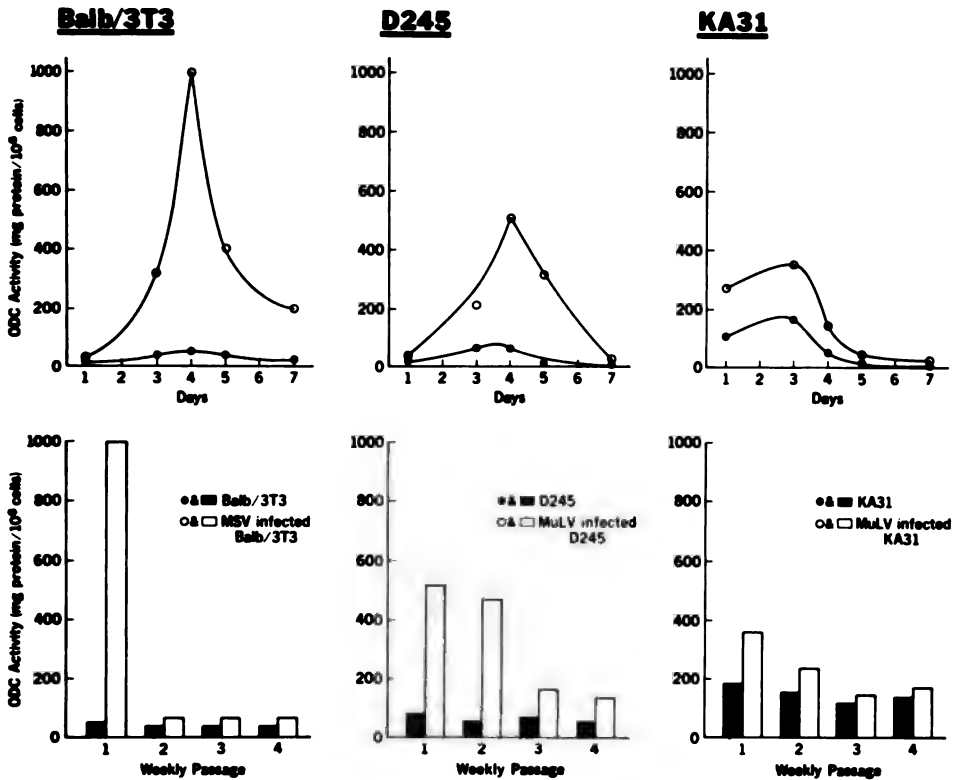 Balb/3T3
D245
KA31
ODC Activity (mg protein/10⁶ cells)
1000
800
600
400
200
0
1 2 3 4 5 6 7
Days
1000
800
600
400
200
0
1 2 3 4 5 6 7
Days
1000
800
600
400
200
0
1 2 3 4 5 6 7
Days
ODC Activity (mg protein/10⁶ cells)
1000
800
600
400
200
0
●&■ Balb/3T3
○&□ MSV infected
Balb/3T3
1 2 3 4
Weekly Passage
1000
800
600
400
200
0
●&■ D245
○&□ MuLV infected
D245
1 2 3 4
Weekly Passage
1000
800
600
400
200
0
●&■ KA31
○&□ MuLV infected
KA31
1 2 3 4
Weekly Passage